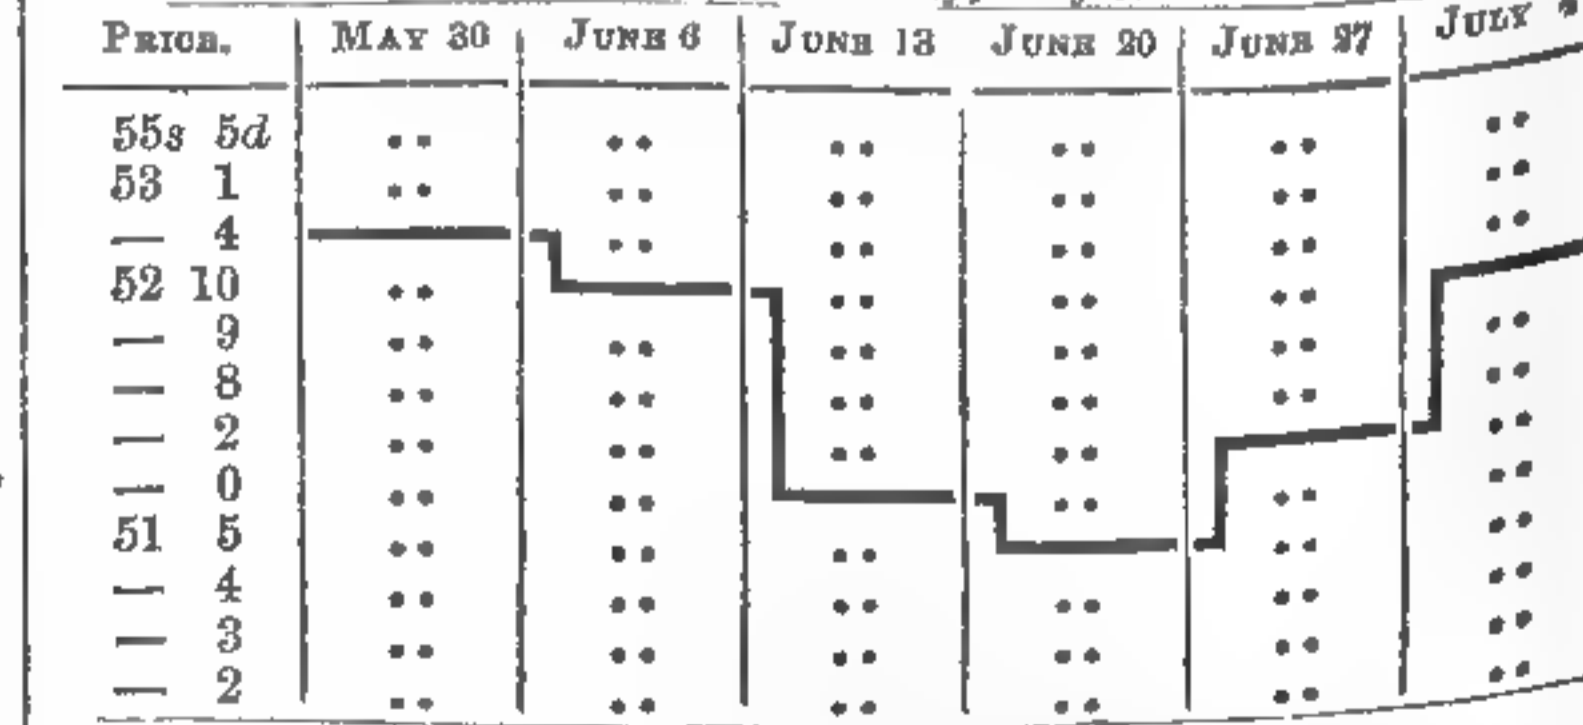 PRICE. MAY 30 JUNE 6 JUNE 13 JUNE 20 JUNE 27 JULY
55s 5d .. .. .. .. .. ..
53 1 .. .. .. .. .. ..
— 4 .. .. .. .. ..
52 10 .. .. .. ..
— 9 .. .. .. .. .. ..
— 8 .. .. .. .. .. ..
— 2 .. .. .. .. ..
— 0 .. .. .. .. ..
51 5 .. .. .. .. ..
— 4 .. .. .. .. .. ..
— 3 .. .. .. .. .. ..
— 2 .. .. .. .. .. ..